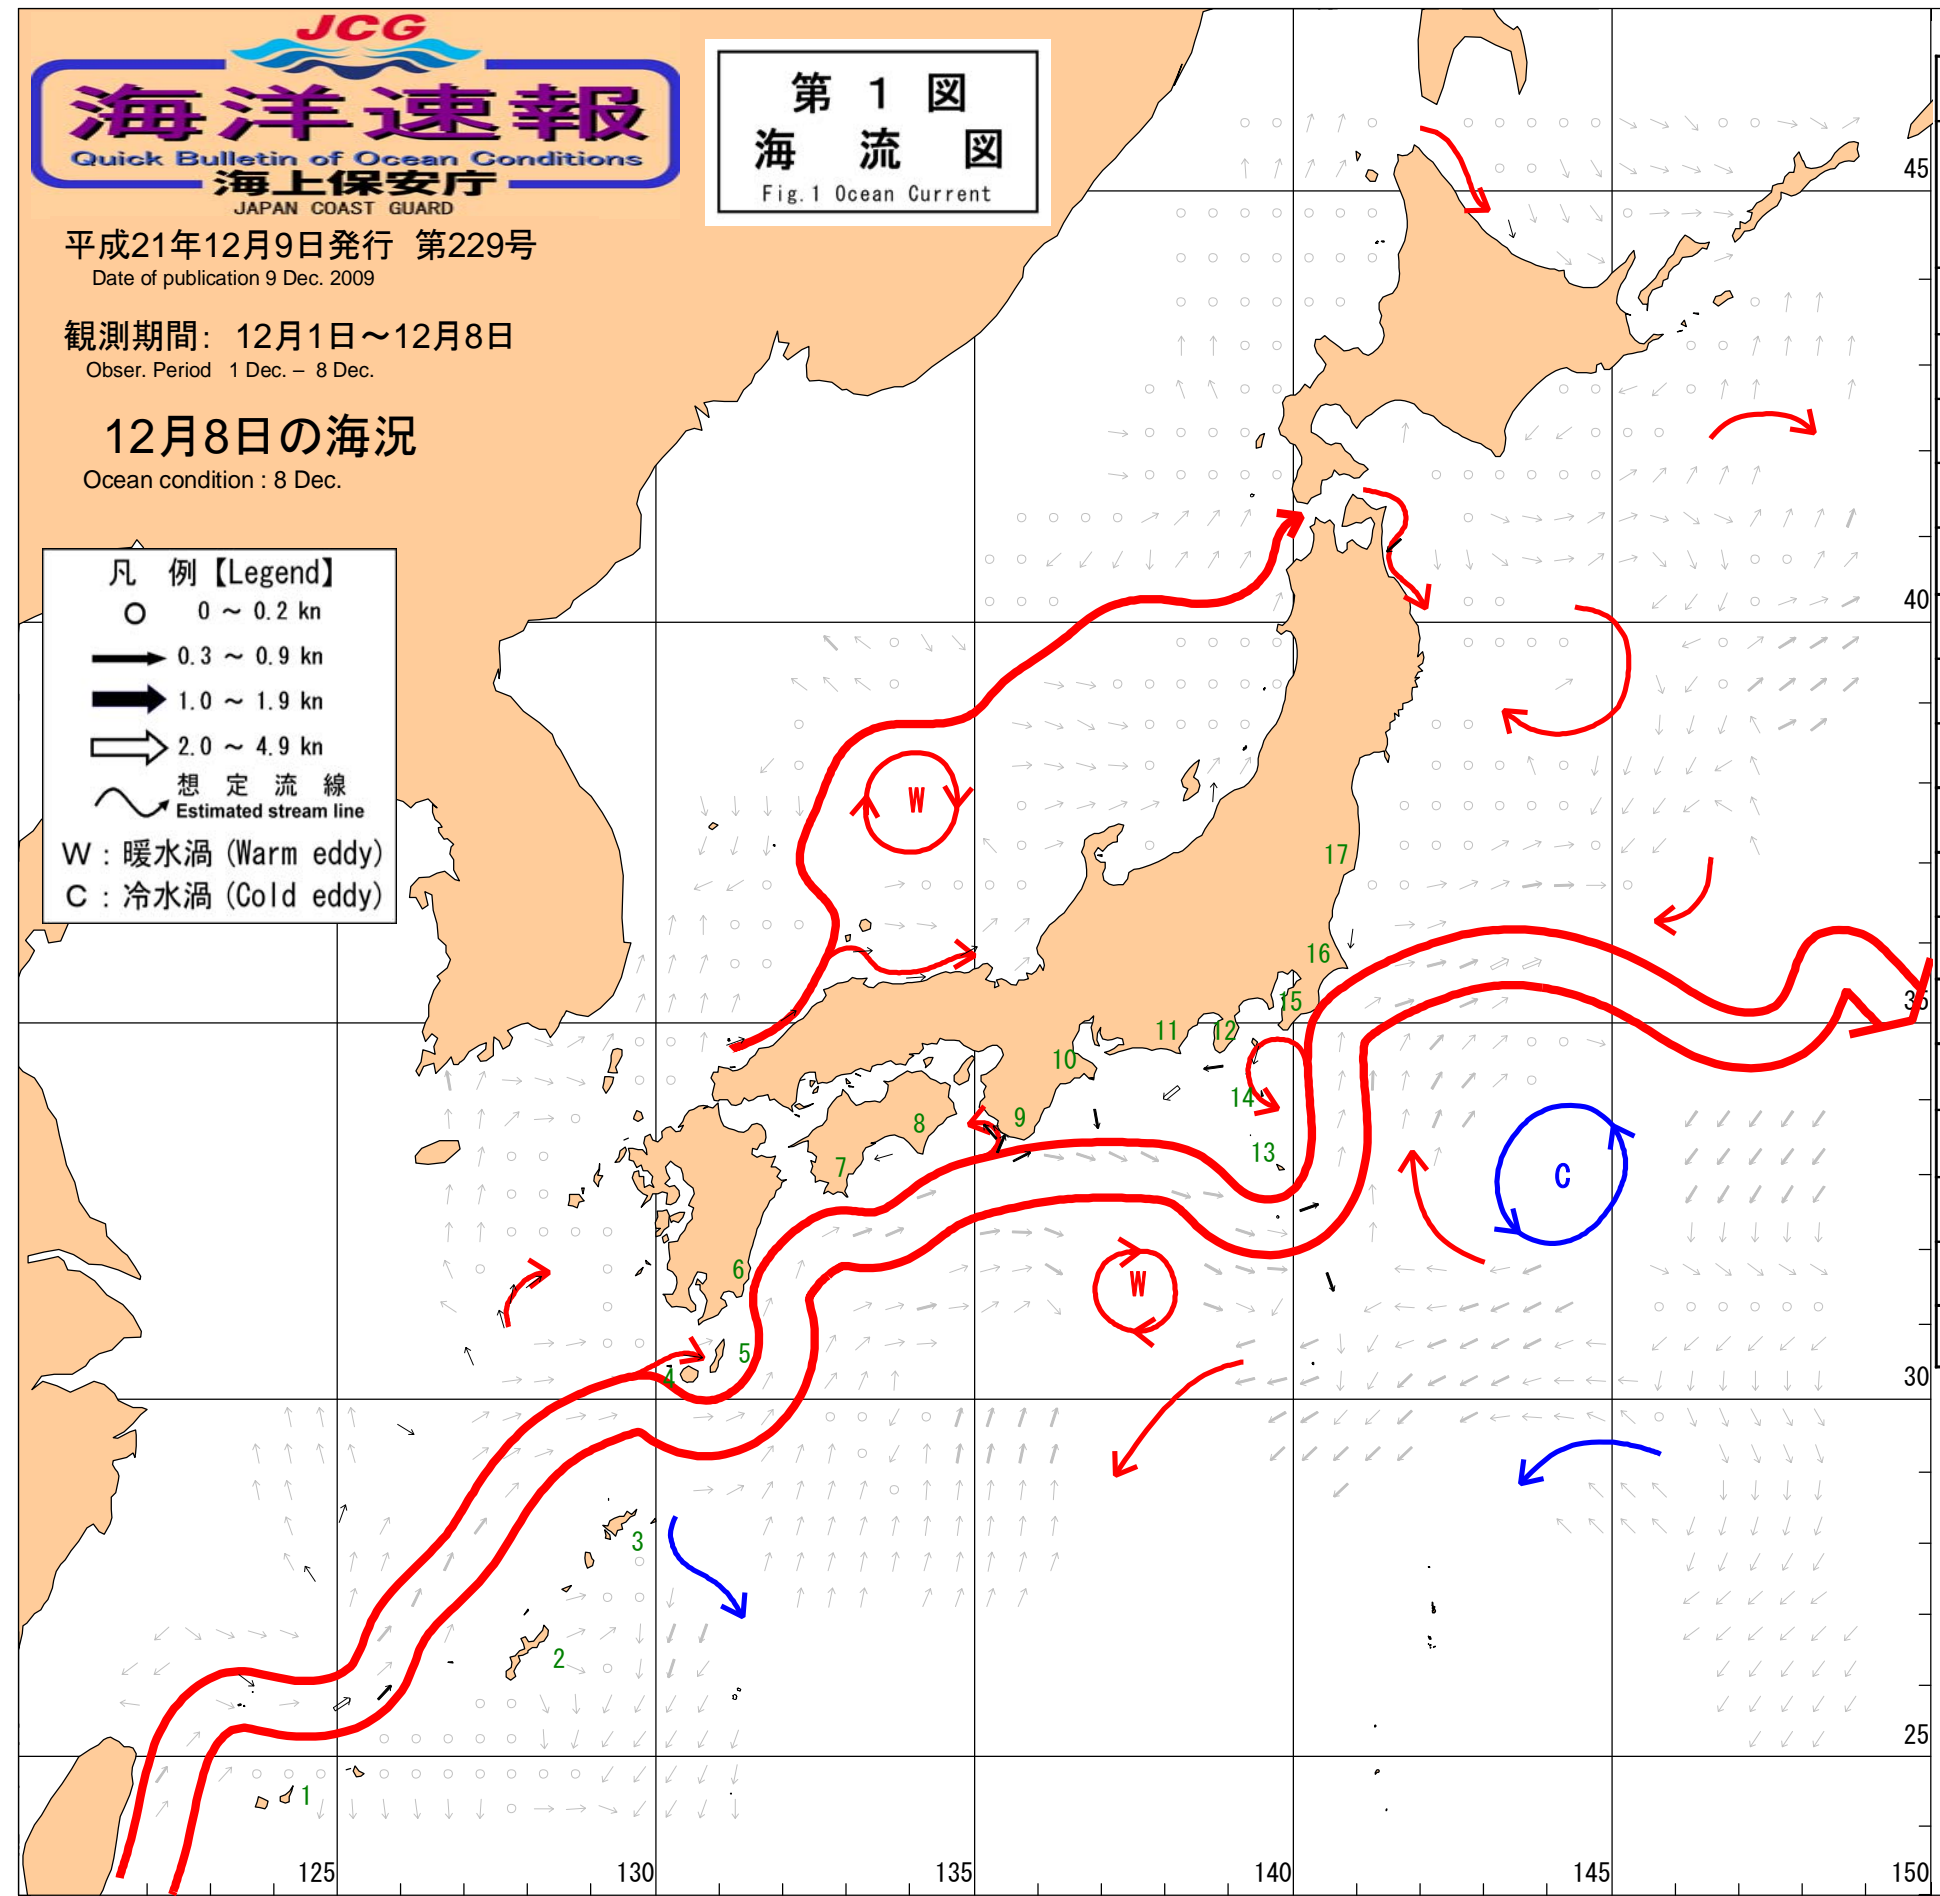 JCG
海洋速報
Quick Bulletin of Ocean Conditions
海上保安庁
JAPAN COAST GUARD
第 1 図
海 流 図
Fig.1 Ocean Current
平成21年12月9日発行 第229号
Date of publication 9 Dec. 2009
観測期間: 12月1日～12月8日
Obser. Period 1 Dec. – 8 Dec.
12月8日の海況
Ocean condition : 8 Dec.
凡 例【Legend】
0 ～ 0.2 kn
0.3 ～ 0.9 kn
1.0 ～ 1.9 kn
2.0 ～ 4.9 kn
想 定 流 線
Estimated stream line
W : 暖水渦 (Warm eddy)
C : 冷水渦 (Cold eddy)
45
40
W
17
16
35
15
12
11
10
14
9
8
13
7
C
6
W
5
4
30
3
2
25
1
125
130
135
140
145
150